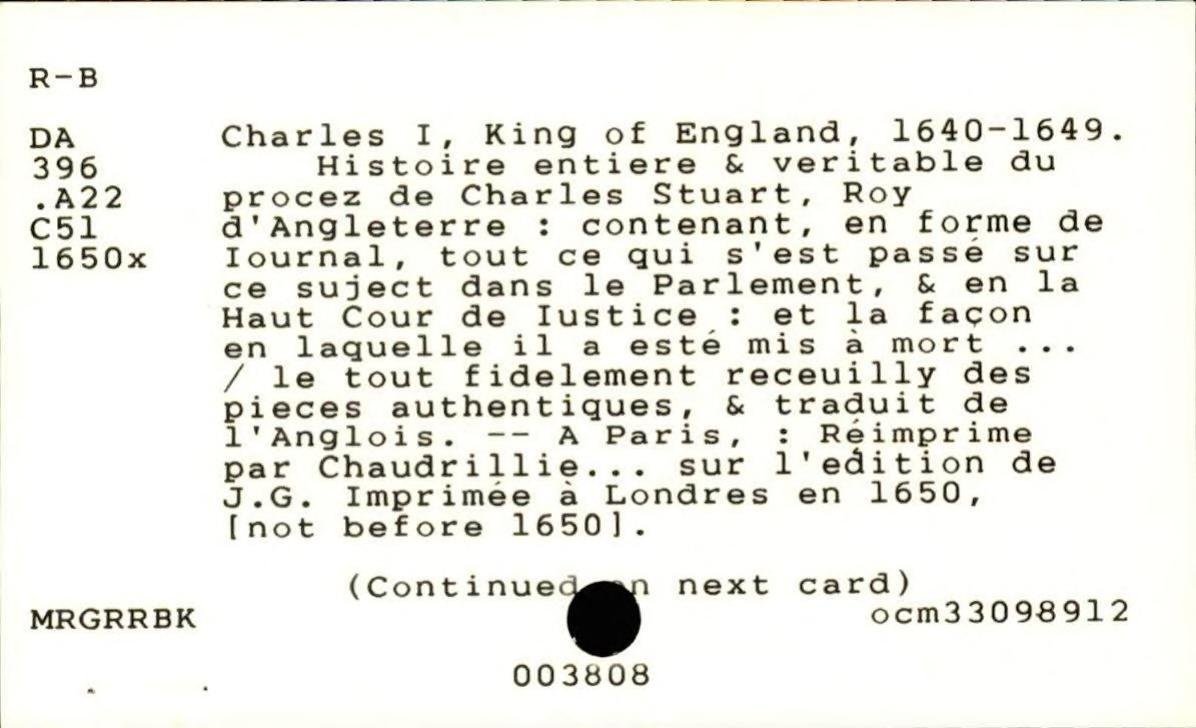 R-B
DA Charles I, King of England, 1640-1649.
396 Histoire entiere & veritable du
.A22 procez de Charles Stuart, Roy
C51 d'Angleterre : contenant, en forme de
1650x Iournal, tout ce qui s'est passé sur
ce suject dans le Parlement, & en la
Haut Cour de Iustice : et la façon
en laquelle il a esté mis à mort ...
/ le tout fidelement receuilly des
pieces authentiques, & traduit de
l'Anglois. -- A Paris, : Réimprime
par Chaudrillie... sur l'edition de
J.G. Imprimée à Londres en 1650,
[not before 1650].
(Continued on next card)
MRGRRBK ocm33098912
003808